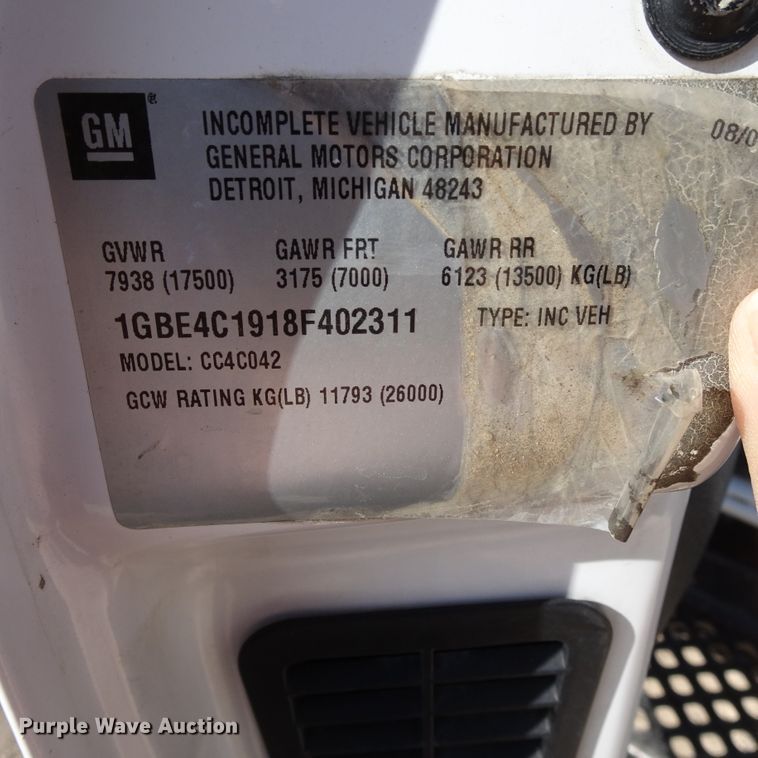 GM®
INCOMPLETE VEHICLE MANUFACTURED BY
GENERAL MOTORS CORPORATION
DETROIT, MICHIGAN 48243
08/0
GVWR GAWR FRT GAWR RR
7938 (17500) 3175 (7000) 6123 (13500) KG(LB)
1GBE4C1918F402311 TYPE: INC VEH
MODEL: CC4C042
GCW RATING KG(LB) 11793 (26000)
Purple Wave Auction